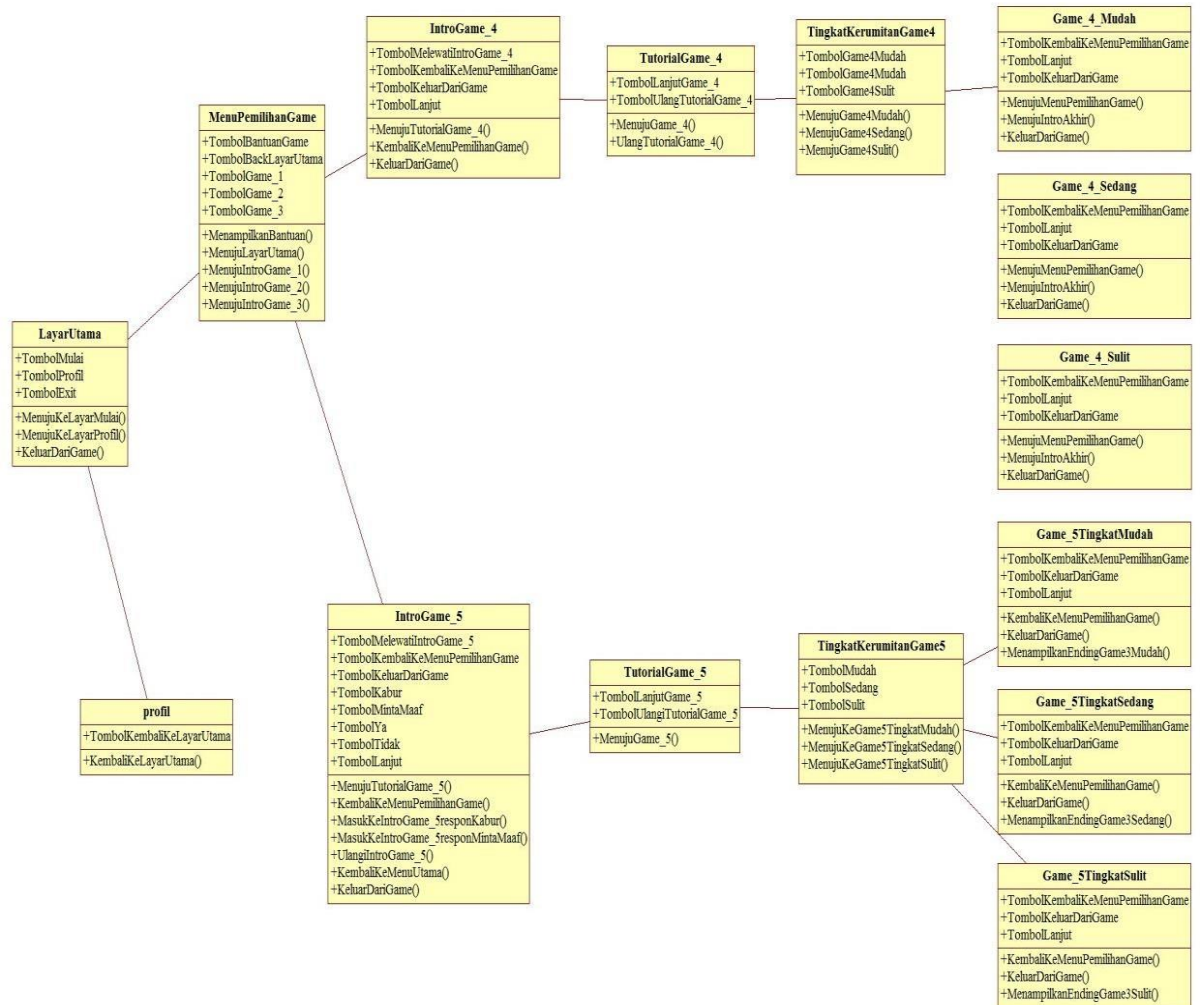 IntroGame_4
+TombolMelewatiIntroGame_4
+TombolKembaliKeMenuPemilihanGame
+TombolKeluarDariGame
+TombolLanjut
+MenujuTutorialGame_4()
+KembaliKeMenuPemilihanGame()
+KeluarDariGame()
TutorialGame_4
+TombolLanjutGame_4
+TombolUlangTutorialGame_4
+MenujuGame_4()
+UlangTutorialGame_4()
TingkatKerumitanGame4
+TombolGame4Mudah
+TombolGame4Mudah
+TombolGame4Sulit
+MenujuGame4Mudah()
+MenujuGame4Sedang()
+MenujuGame4Sulit()
Game_4_Mudah
+TombolKembaliKeMenuPemilihanGame
+TombolLanjut
+TombolKeluarDariGame
+MenujuMenuPemilihanGame()
+MenujuIntroAkhir()
+KeluarDariGame()
MenuPemilihanGame
+TombolBantuanGame
+TombolBackLayarUtama
+TombolGame_1
+TombolGame_2
+TombolGame_3
+MenampilkanBantuan()
+MenujuLayarUtama()
+MenujuIntroGame_1()
+MenujuIntroGame_2()
+MenujuIntroGame_3()
Game_4_Sedang
+TombolKembaliKeMenuPemilihanGame
+TombolLanjut
+TombolKeluarDariGame
+MenujuMenuPemilihanGame()
+MenujuIntroAkhir()
+KeluarDariGame()
LayarUtama
+TombolMulai
+TombolProfil
+TombolExit
+MenujuKeLayarMulai()
+MenujuKeLayarProfil()
+KeluarDariGame()
Game_4_Sulit
+TombolKembaliKeMenuPemilihanGame
+TombolLanjut
+TombolKeluarDariGame
+MenujuMenuPemilihanGame()
+MenujuIntroAkhir()
+KeluarDariGame()
profil
+TombolKembaliKeLayarUtama
+KembaliKeLayarUtama()
IntroGame_5
+TombolMelewatiIntroGame_5
+TombolKembaliKeMenuPemilihanGame
+TombolKeluarDariGame
+TombolKabur
+TombolMintaMaaf
+TombolYa
+TombolTidak
+TombolLanjut
+MenujuTutorialGame_5()
+KembaliKeMenuPemilihanGame()
+MasukKeIntroGame_5responKabur()
+MasukKeIntroGame_5responMintaMaaf()
+UlangiIntroGame_5()
+KembaliKeMenuUtama()
+KeluarDariGame()
TutorialGame_5
+TombolLanjutGame_5
+TombolUlangiTutorialGame_5
+MenujuGame_5()
TingkatKerumitanGame5
+TombolMudah
+TombolSedang
+TombolSulit
+MenujuKeGame5TingkatMudah()
+MenujuKeGame5TingkatSedang()
+MenujuKeGame5TingkatSulit()
Game_5TingkatMudah
+TombolKembaliKeMenuPemilihanGame
+TombolKeluarDariGame
+TombolLanjut
+KembaliKeMenuPemilihanGame()
+KeluarDariGame()
+MenampilkanEndingGame3Mudah()
Game_5TingkatSedang
+TombolKembaliKeMenuPemilihanGame
+TombolKeluarDariGame
+TombolLanjut
+KembaliKeMenuPemilihanGame()
+KeluarDariGame()
+MenampilkanEndingGame3Sedang()
Game_5TingkatSulit
+TombolKembaliKeMenuPemilihanGame
+TombolKeluarDariGame
+TombolLanjut
+KembaliKeMenuPemilihanGame()
+KeluarDariGame()
+MenampilkanEndingGame3Sulit()